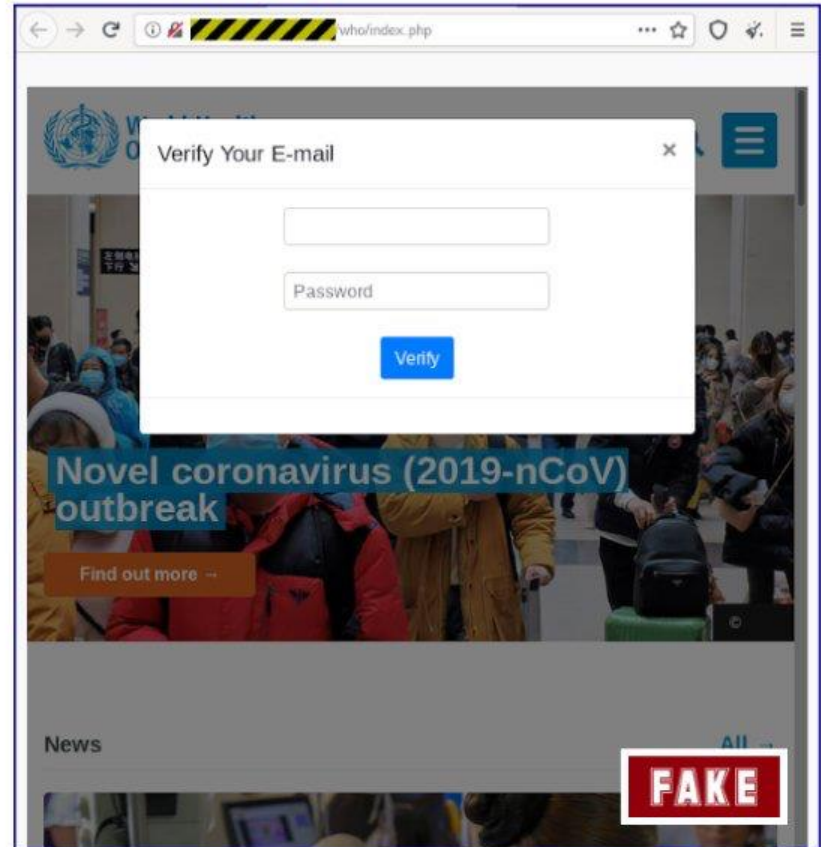 /who/index.php
Verify Your E-mail
×
Password
Verify
Novel coronavirus (2019-nCoV)
outbreak
Find out more →
©
News
All →
FAKE